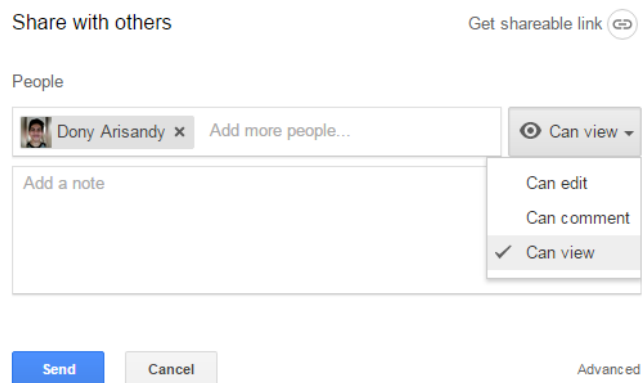 Share with others
Get shareable link
People
Dony Arisandy × Add more people...
Can view
Add a note
Can edit
Can comment
Can view
Send
Cancel
Advanced